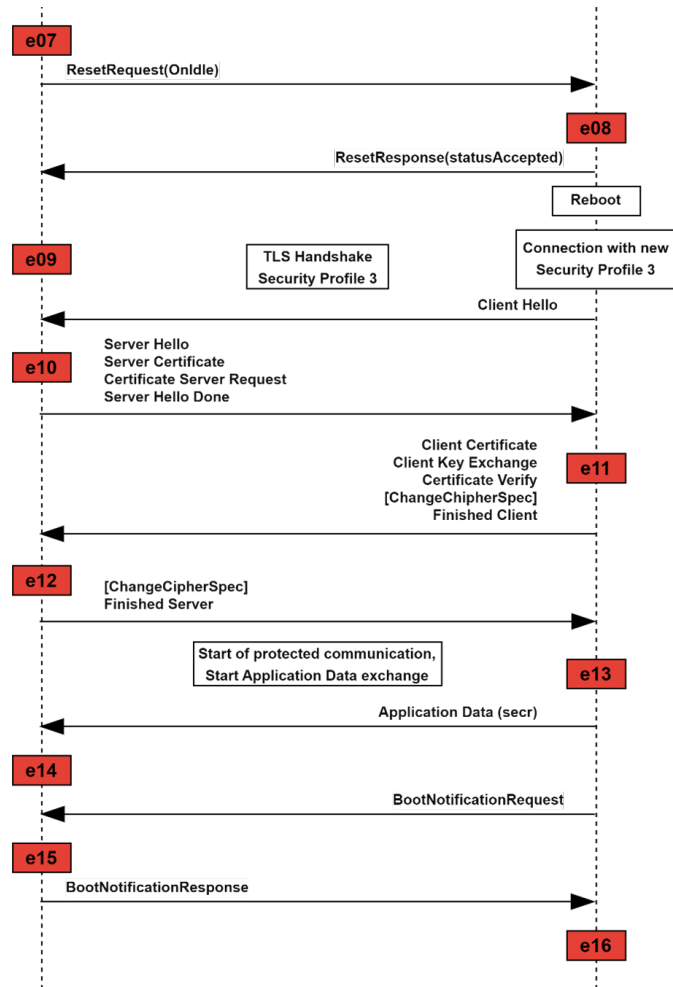 e07
ResetRequest(OnIdle)
e08
ResetResponse(statusAccepted)
Reboot
e09
TLS Handshake
Security Profile 3
Connection with new
Security Profile 3
Client Hello
e10
Server Hello
Server Certificate
Certificate Server Request
Server Hello Done
Client Certificate
Client Key Exchange
Certificate Verify
[ChangeChipherSpec]
Finished Client
e11
e12
[ChangeCipherSpec]
Finished Server
Start of protected communication,
Start Application Data exchange
e13
Application Data (secr)
e14
BootNotificationRequest
e15
BootNotificationResponse
e16